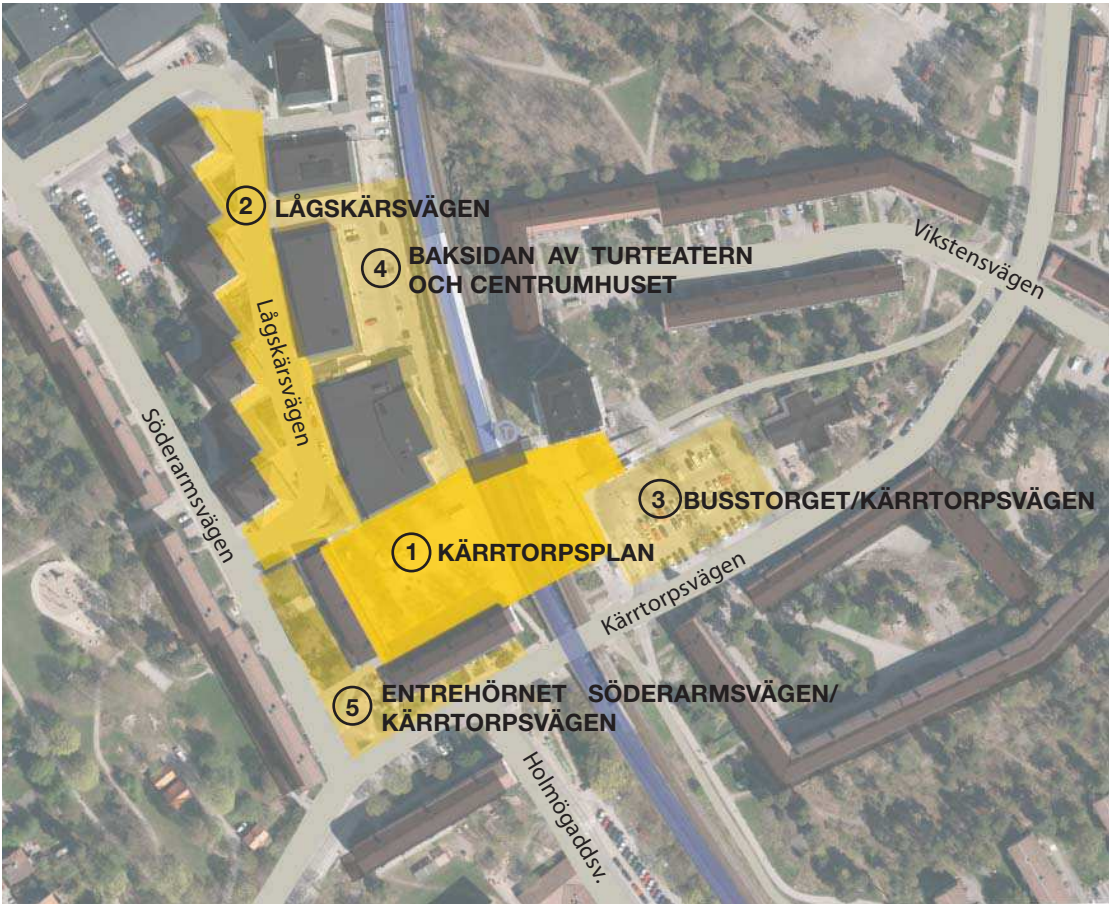 2 LÅGSKÄRSVÄGEN
4 BAKSIDAN AV TURTEATERN
OCH CENTRUMHUSET
Vikstensvägen
Lågskärsvägen
Söderarmsvägen
T
3 BUSSTORGET/KÄRRTORPSVÄGEN
1 KÄRRTORPSPLAN
Kärrtorpsvägen
5 ENTREHÖRNET SÖDERARMSVÄGEN/
KÄRRTORPSVÄGEN
Holmögaddsv.